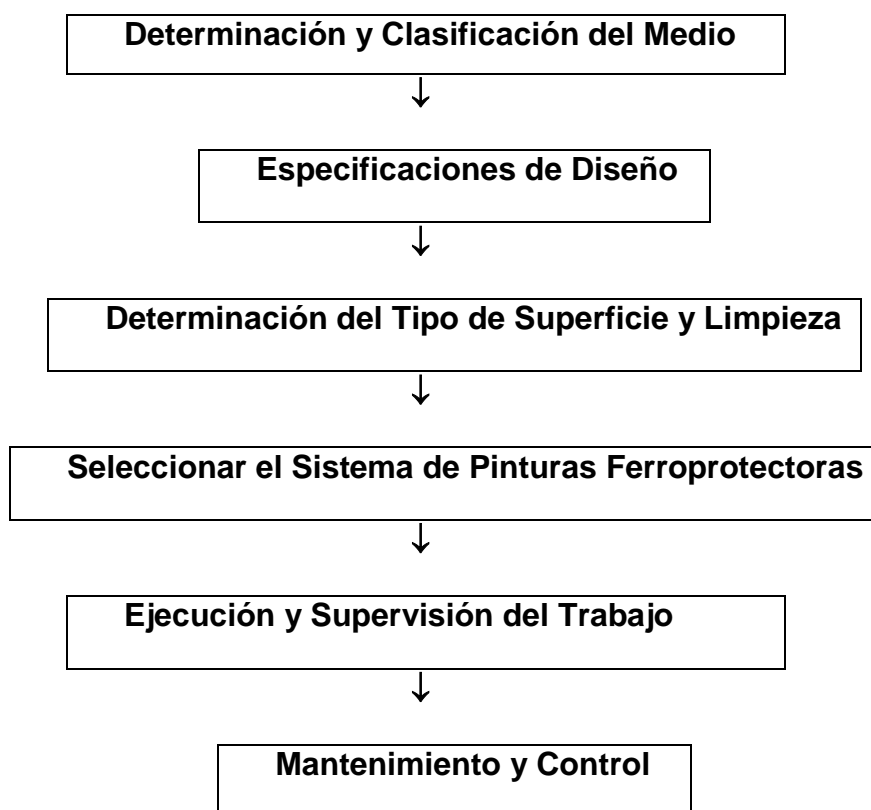 Determinación y Clasificación del Medio
↓
Especificaciones de Diseño
↓
Determinación del Tipo de Superficie y Limpieza
↓
Seleccionar el Sistema de Pinturas Ferroprotectoras
↓
Ejecución y Supervisión del Trabajo
↓
Mantenimiento y Control